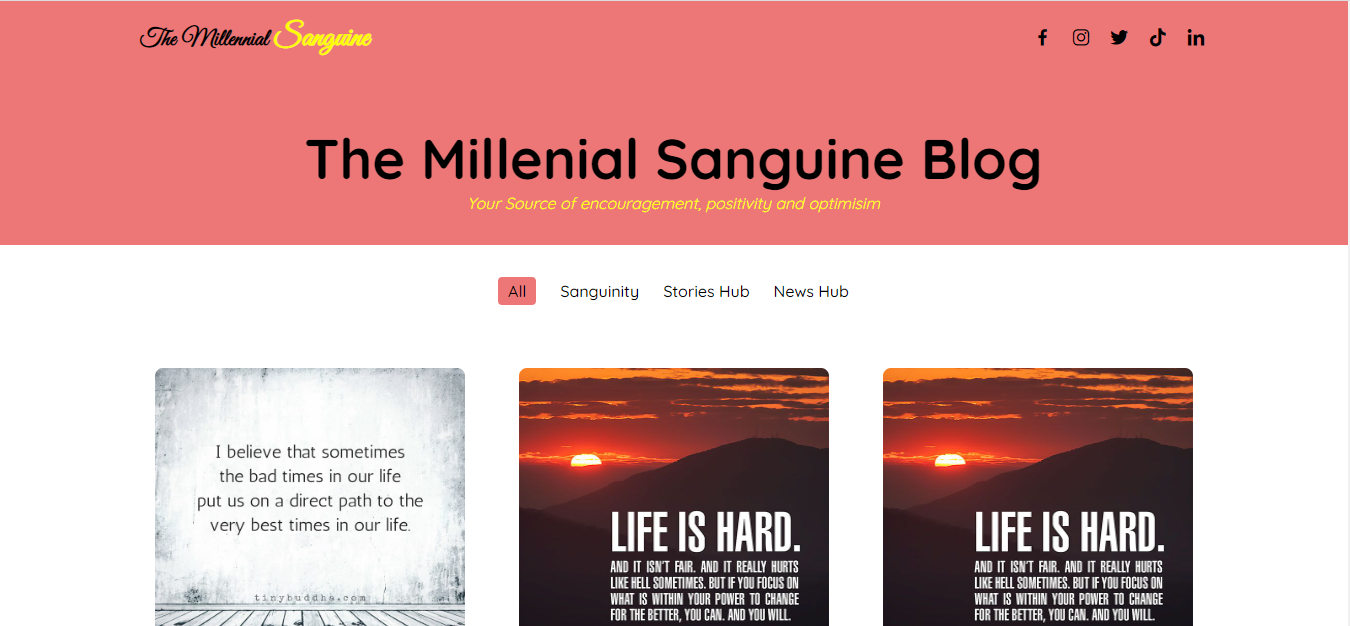 The Millennial Sanguine
The Millenial Sanguine Blog
Your Source of encouragement, positivity and optimisim
All Sanguinity Stories Hub News Hub
I believe that sometimes
the bad times in our life
put us on a direct path to the
very best times in our life.
tinybuddha.com
LIFE IS HARD.
AND IT ISN'T FAIR. AND IT REALLY HURTS
LIKE HELL SOMETIMES. BUT IF YOU FOCUS ON
WHAT IS WITHIN YOUR POWER TO CHANGE
FOR THE BETTER, YOU CAN. AND YOU WILL.
LIFE IS HARD.
AND IT ISN'T FAIR. AND IT REALLY HURTS
LIKE HELL SOMETIMES. BUT IF YOU FOCUS ON
WHAT IS WITHIN YOUR POWER TO CHANGE
FOR THE BETTER, YOU CAN. AND YOU WILL.